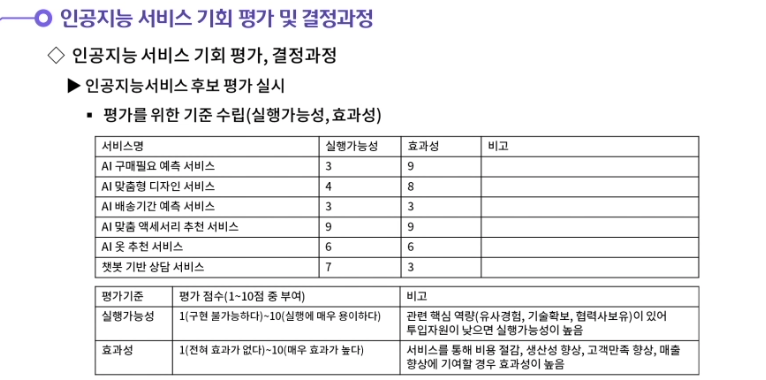 인공지능 서비스 기회 평가 및 결정과정
◇ 인공지능 서비스 기회 평가, 결정과정
▶ 인공지능서비스 후보 평가 실시
▪ 평가를 위한 기준 수립(실행가능성, 효과성)
서비스명 실행가능성 효과성 비고
AI 구매필요 예측 서비스 3 9
AI 맞춤형 디자인 서비스 4 8
AI 배송기간 예측 서비스 3 3
AI 맞춤 액세서리 추천 서비스 9 9
AI 옷 추천 서비스 6 6
챗봇 기반 상담 서비스 7 3
평가기준 평가 점수(1~10점 중 부여) 비고
실행가능성 1(구현 불가능하다)~10(실행에 매우 용이하다) 관련 핵심 역량(유사경험, 기술확보, 협력사보유)이 있어
투입자원이 낮으면 실행가능성이 높음
효과성 1(전혀 효과가 없다)~10(매우 효과가 높다) 서비스를 통해 비용 절감, 생산성 향상, 고객만족 향상, 매출
향상에 기여할 경우 효과성이 높음